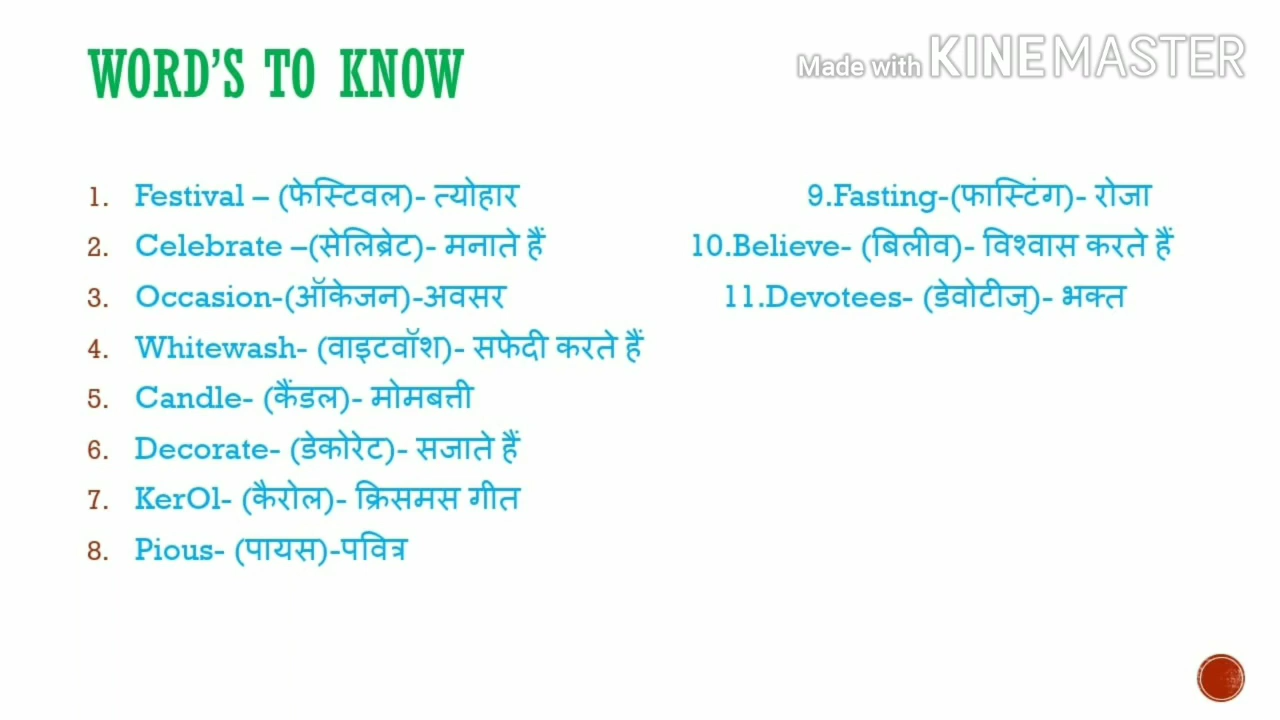 WORD'S TO KNOW
Made with KINEMASTER
1. Festival – (फेस्टिवल)- त्योहार
2. Celebrate –(सेलिब्रेट)- मनाते हैं
3. Occasion-(ऑकेजन)-अवसर
4. Whitewash- (वाइटवॉश)- सफेदी करते हैं
5. Candle- (कैंडल)- मोमबत्ती
6. Decorate- (डेकोरेट)- सजाते हैं
7. KerOl- (कैरोल)- क्रिसमस गीत
8. Pious- (पायस)-पवित्र
9.Fasting-(फास्टिंग)- रोजा
10.Believe- (बिलीव)- विश्वास करते हैं
11.Devotees- (डेवोटीज्)- भक्त